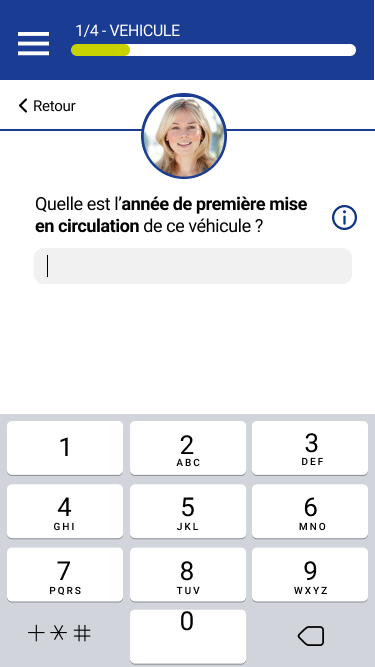 1/4 - VEHICULE
Retour
Quelle est l'année de première mise
en circulation de ce véhicule ?
1
2
ABC
3
DEF
4
GHI
5
JKL
6
MNO
7
PQRS
8
TUV
9
WXYZ
+ * #
0